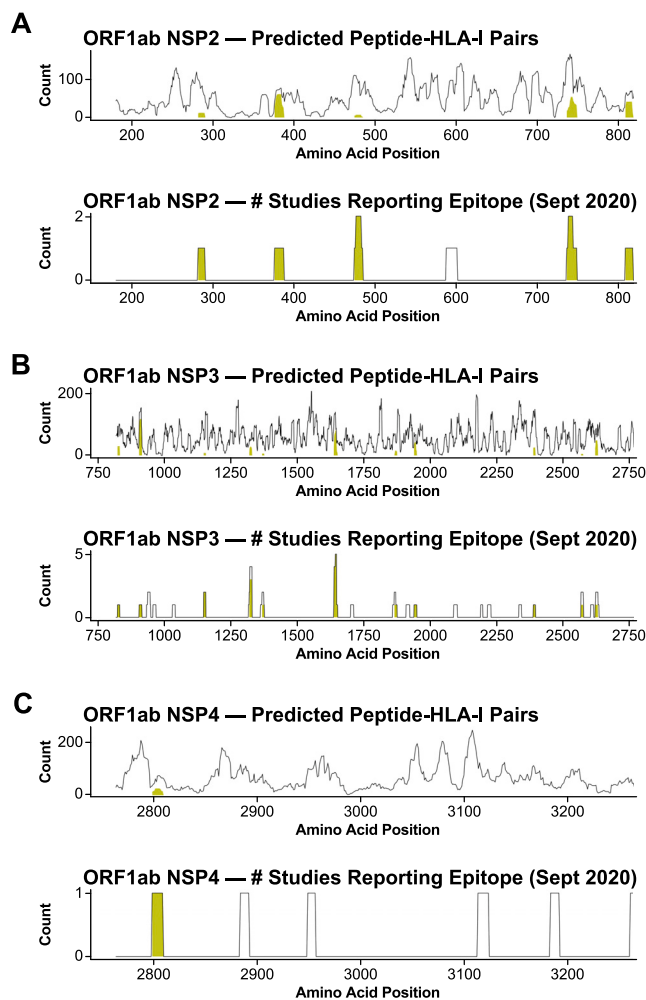 A
ORF1ab NSP2 — Predicted Peptide-HLA-I Pairs
Count
100
0
200 300 400 500 600 700 800
Amino Acid Position
ORF1ab NSP2 — # Studies Reporting Epitope (Sept 2020)
Count
2
0
200 300 400 500 600 700 800
Amino Acid Position
B
ORF1ab NSP3 — Predicted Peptide-HLA-I Pairs
Count
200
0
750 1000 1250 1500 1750 2000 2250 2500 2750
Amino Acid Position
ORF1ab NSP3 — # Studies Reporting Epitope (Sept 2020)
Count
5
0
750 1000 1250 1500 1750 2000 2250 2500 2750
Amino Acid Position
C
ORF1ab NSP4 — Predicted Peptide-HLA-I Pairs
Count
200
0
2800 2900 3000 3100 3200
Amino Acid Position
ORF1ab NSP4 — # Studies Reporting Epitope (Sept 2020)
Count
1
0
2800 2900 3000 3100 3200
Amino Acid Position